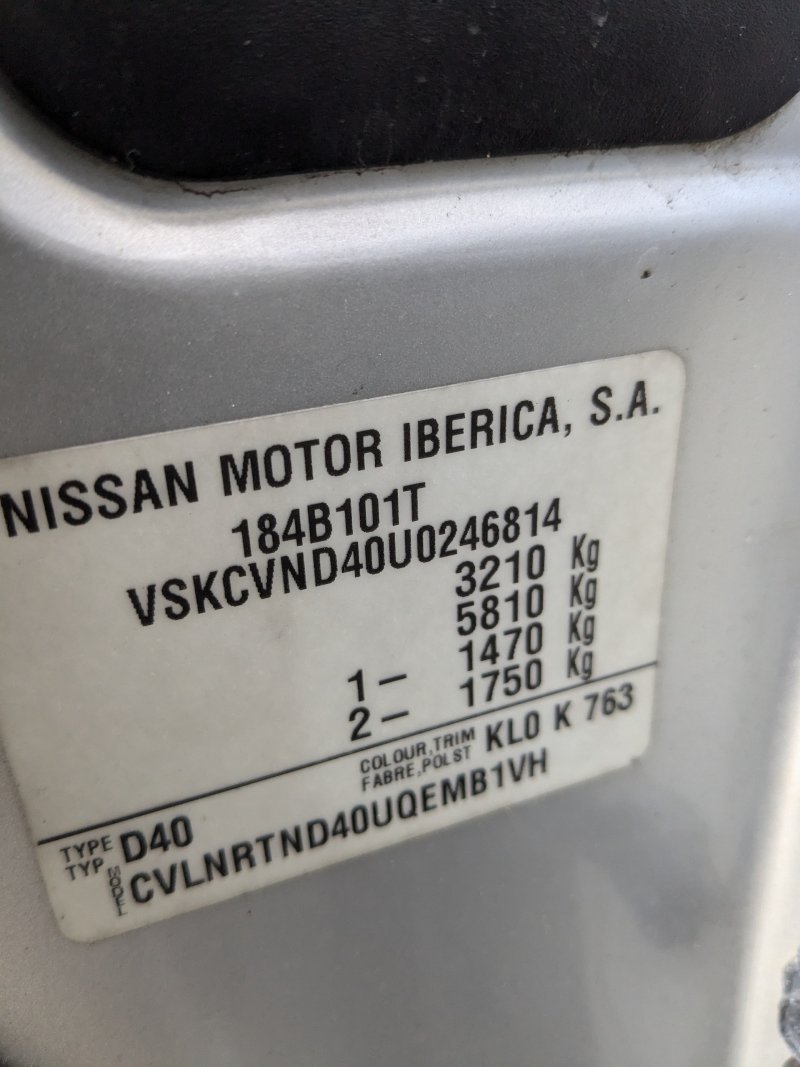 NISSAN MOTOR IBERICA, S.A.
184B101T
VSKCVND40U0246814
3210 Kg
5810 Kg
1 - 1470 Kg
2 - 1750 Kg
COLOUR,TRIM KL0 K 763
FABRE,POLST
TYPE D40
TYP
MODEL CVLNRTND40UQEMB1VH